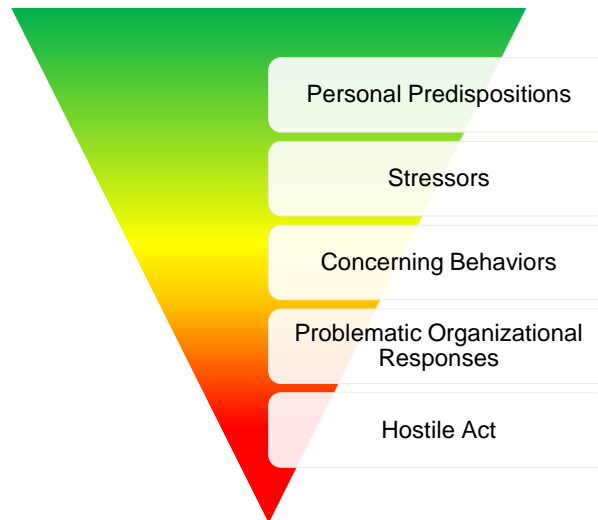 Personal Predispositions
Stressors
Concerning Behaviors
Problematic Organizational
Responses
Hostile Act